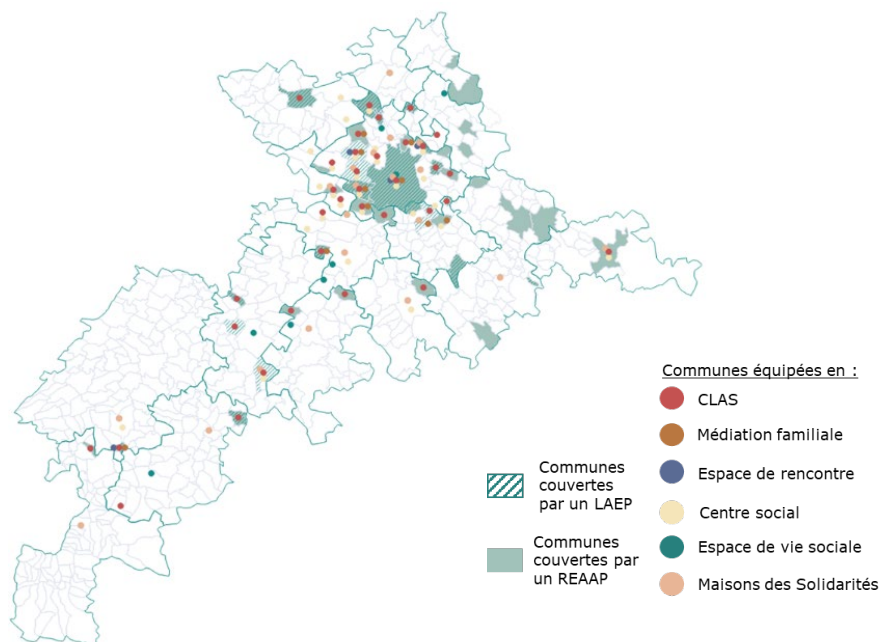 Communes équipées en :
CLAS
Médiation familiale
Espace de rontre
Centre social
Espace de vie sociale
Maisons des Solidarités
Communes
couvertes
par un LAEP
Communes
couvertes par
un REAAP